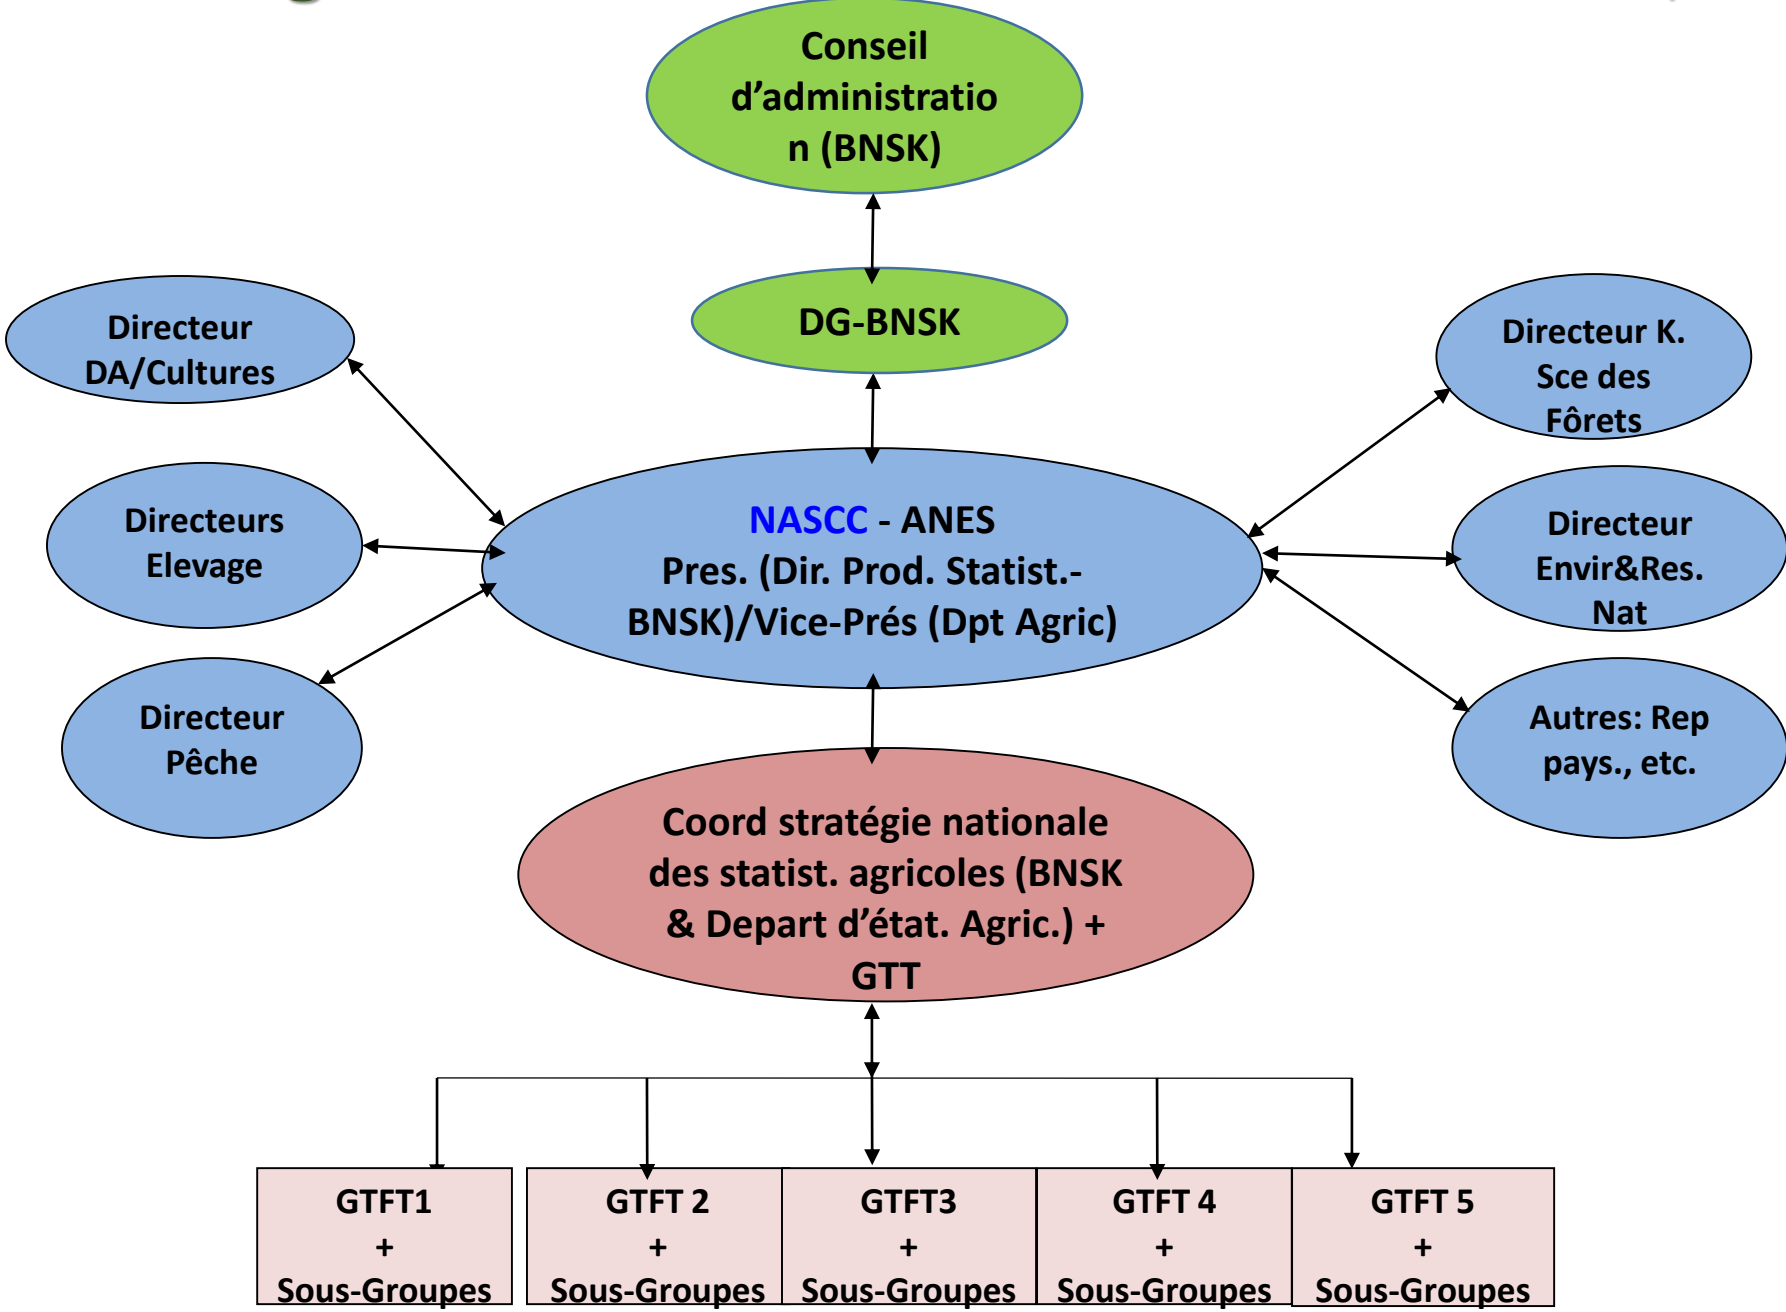 Conseil
d’administratio
n (BNSK)
DG-BNSK
Directeur
DA/Cultures
Directeurs
Elevage
Directeur
Pêche
NASCC - ANES
Pres. (Dir. Prod. Statist.-
BNSK)/Vice-Prés (Dpt Agric)
Directeur K.
Sce des
Fôrets
Directeur
Envir&Res.
Nat
Autres: Rep
pays., etc.
Coord stratégie nationale
des statist. agricoles (BNSK
& Depart d’état. Agric.) +
GTT
GTFT1
+
Sous-Groupes
GTFT 2
+
Sous-Groupes
GTFT3
+
Sous-Groupes
GTFT 4
+
Sous-Groupes
GTFT 5
+
Sous-Groupes